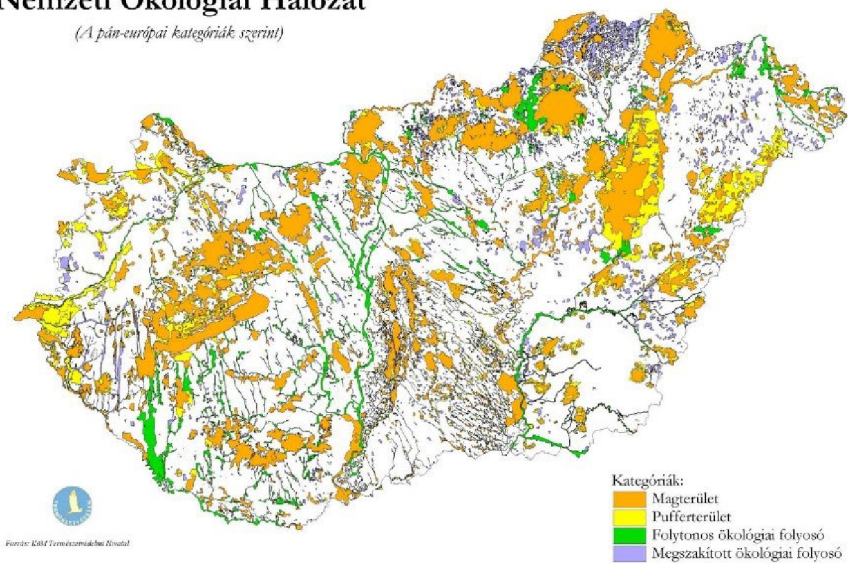 Nemzeti Ökológiai Hálózat
(A pán-európai kategóriák szerint)
Kategóriák:
Magterület
Pufferterület
Folytonos ökológiai folyosó
Megszakított ökológiai folyosó
Forrás: KöM Természetvédelmi Hivatal